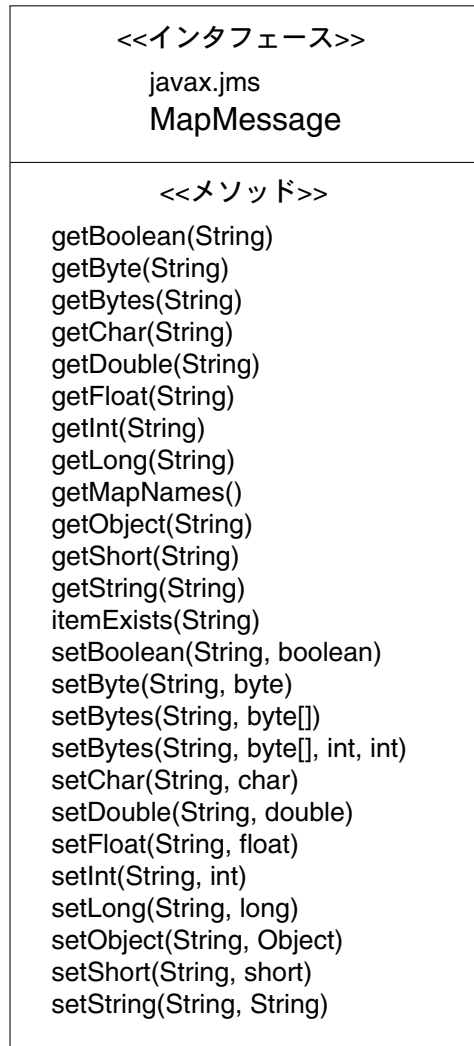 <<インタフェース>>
javax.jms
MapMessage
<<メソッド>>
getBoolean(String)
getByte(String)
getBytes(String)
getChar(String)
getDouble(String)
getFloat(String)
getInt(String)
getLong(String)
getMapNames()
getObject(String)
getShort(String)
getString(String)
itemExists(String)
setBoolean(String, boolean)
setByte(String, byte)
setBytes(String, byte[])
setBytes(String, byte[], int, int)
setChar(String, char)
setDouble(String, double)
setFloat(String, float)
setInt(String, int)
setLong(String, long)
setObject(String, Object)
setShort(String, short)
setString(String, String)